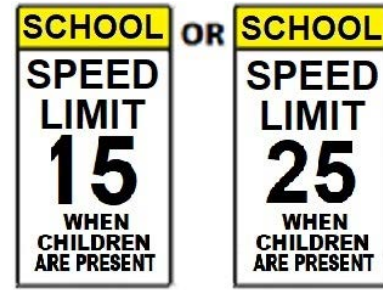 SCHOOL
SPEED
LIMIT
15
WHEN
CHILDREN
ARE PRESENT
OR
SCHOOL
SPEED
LIMIT
25
WHEN
CHILDREN
ARE PRESENT